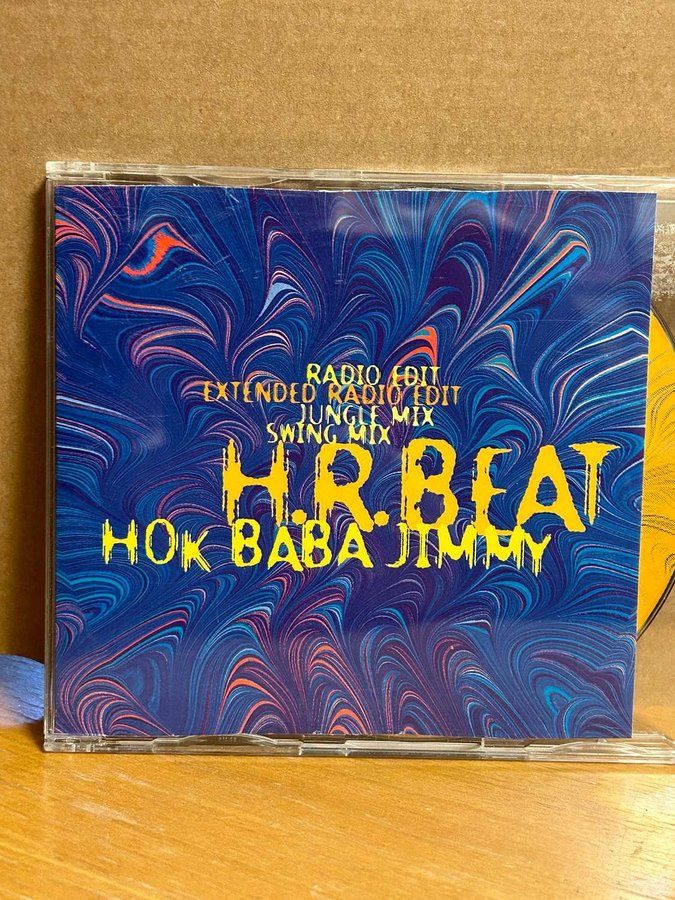 RADIO EDIT
EXTENDED RADIO EDIT
JUNGLE MIX
SWING MIX
H.R.BEAT
HOK BABA JIMMY